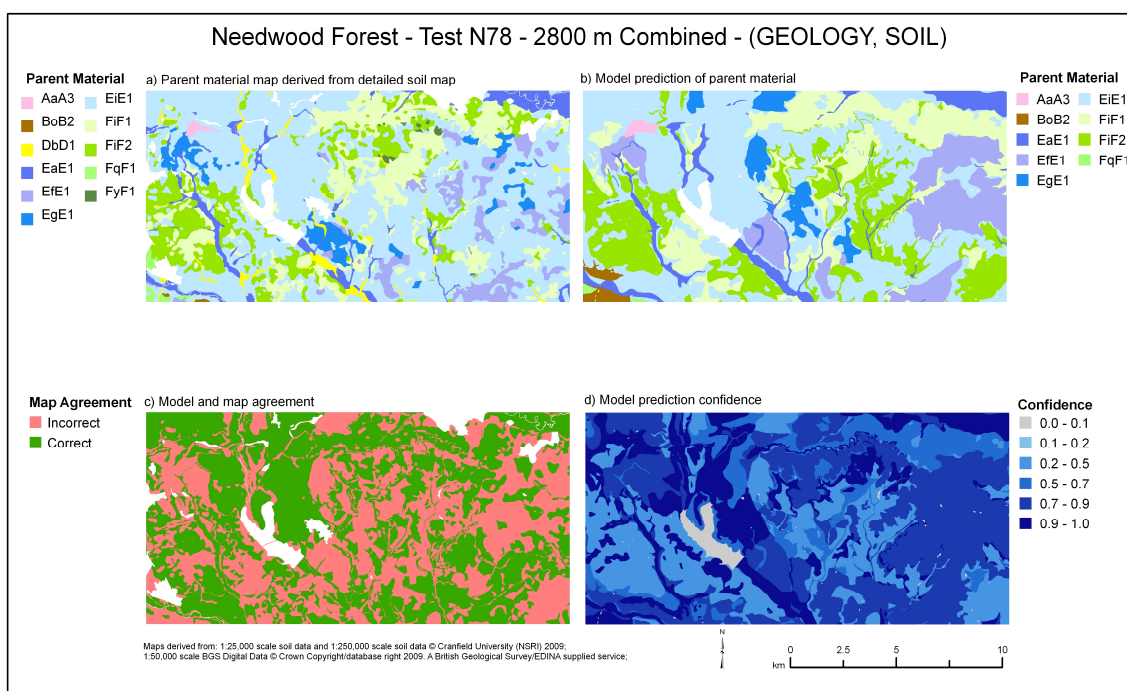 Needwood Forest - Test N78 - 2800 m Combined - (GEOLOGY, SOIL)
Parent Material
AaA3 EiE1
BoB2 FiF1
DbD1 FiF2
EaE1 FqF1
EfE1 FyF1
EgE1
a) Parent material map derived from detailed soil map
b) Model prediction of parent material
Parent Material
AaA3 EiE1
BoB2 FiF1
EaE1 FiF2
EfE1 FqF1
EgE1
Map Agreement
Incorrect
Correct
c) Model and map agreement
d) Model prediction confidence
Confidence
0.0 - 0.1
0.1 - 0.2
0.2 - 0.5
0.5 - 0.7
0.7 - 0.9
0.9 - 1.0
Maps derived from: 1:25,000 scale soil data and 1:250,000 scale soil data © Cranfield University (NSRI) 2009;
1:50,000 scale BGS Digital Data © Crown Copyright/database right 2009. A British Geological Survey/EDINA supplied service;
N
0 2.5 5 10
km